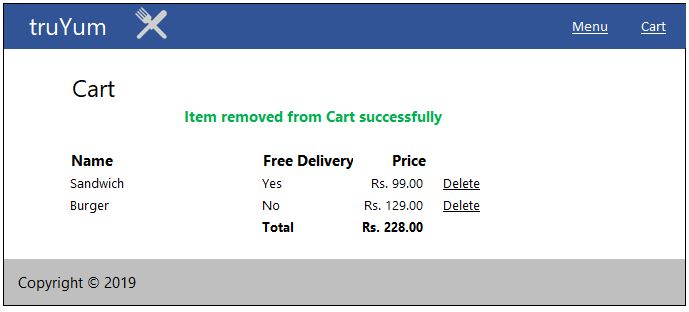 truYum Menu Cart
Cart
Item removed from Cart successfully
Name Free Delivery Price
Sandwich Yes Rs. 99.00 Delete
Burger No Rs. 129.00 Delete
Total Rs. 228.00
Copyright © 2019